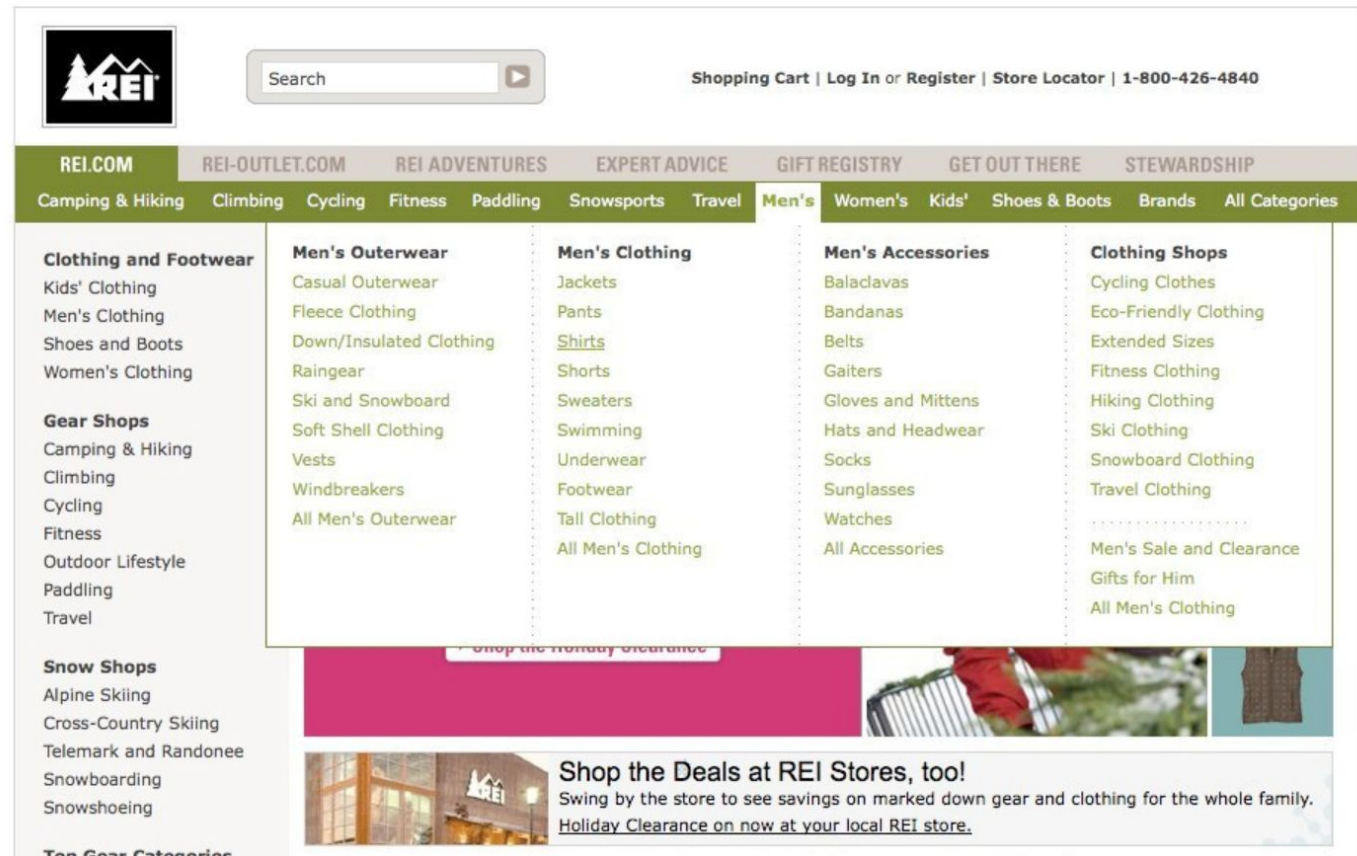 REI
Search
Shopping Cart | Log In or Register | Store Locator | 1-800-426-4840
REI.COM REI-OUTLET.COM REI ADVENTURES EXPERT ADVICE GIFT REGISTRY GET OUT THERE STEWARDSHIP
Camping & Hiking Climbing Cycling Fitness Paddling Snowsports Travel Men's Women's Kids' Shoes & Boots Brands All Categories
Clothing and Footwear
Kids' Clothing
Men's Clothing
Shoes and Boots
Women's Clothing
Gear Shops
Camping & Hiking
Climbing
Cycling
Fitness
Outdoor Lifestyle
Paddling
Travel
Snow Shops
Alpine Skiing
Cross-Country Skiing
Telemark and Randonee
Snowboarding
Snowshoeing
Top Gear Categories
Men's Outerwear
Casual Outerwear
Fleece Clothing
Down/Insulated Clothing
Raingear
Ski and Snowboard
Soft Shell Clothing
Vests
Windbreakers
All Men's Outerwear
Men's Clothing
Jackets
Pants
Shirts
Shorts
Sweaters
Swimming
Underwear
Footwear
Tall Clothing
All Men's Clothing
Men's Accessories
Balaclavas
Bandanas
Belts
Gaiters
Gloves and Mittens
Hats and Headwear
Socks
Sunglasses
Watches
All Accessories
Clothing Shops
Cycling Clothes
Eco-Friendly Clothing
Extended Sizes
Fitness Clothing
Hiking Clothing
Ski Clothing
Snowboard Clothing
Travel Clothing
Men's Sale and Clearance
Gifts for Him
All Men's Clothing
Shop the Holiday Clearance
REI
Shop the Deals at REI Stores, too!
Swing by the store to see savings on marked down gear and clothing for the whole family.
Holiday Clearance on now at your local REI store.